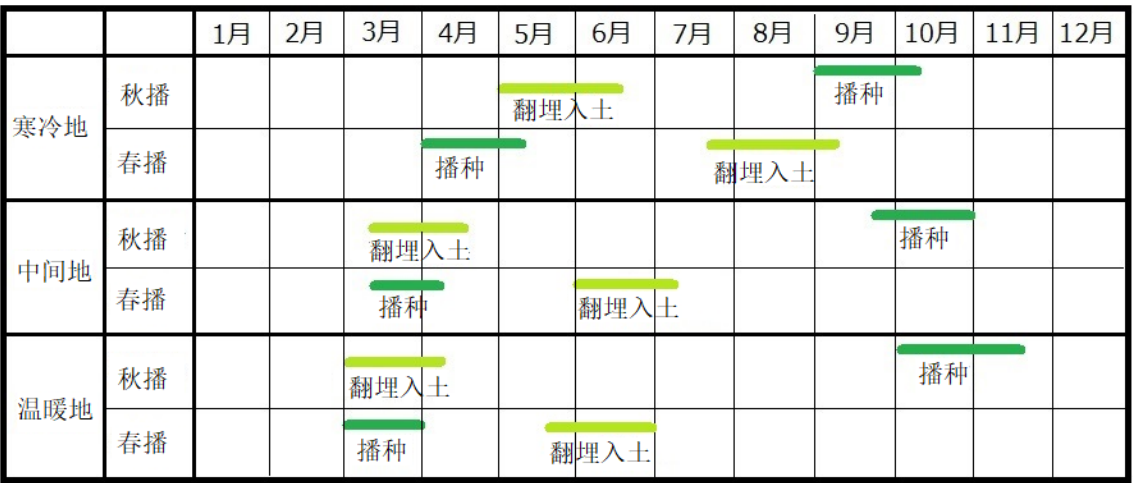 1月 2月 3月 4月 5月 6月 7月 8月 9月 10月 11月 12月
寒冷地
秋播 翻埋入土 播种
春播 播种 翻埋入土
中间地
秋播 翻埋入土 播种
春播 播种 翻埋入土
温暖地
秋播 翻埋入土 播种
春播 播种 翻埋入土